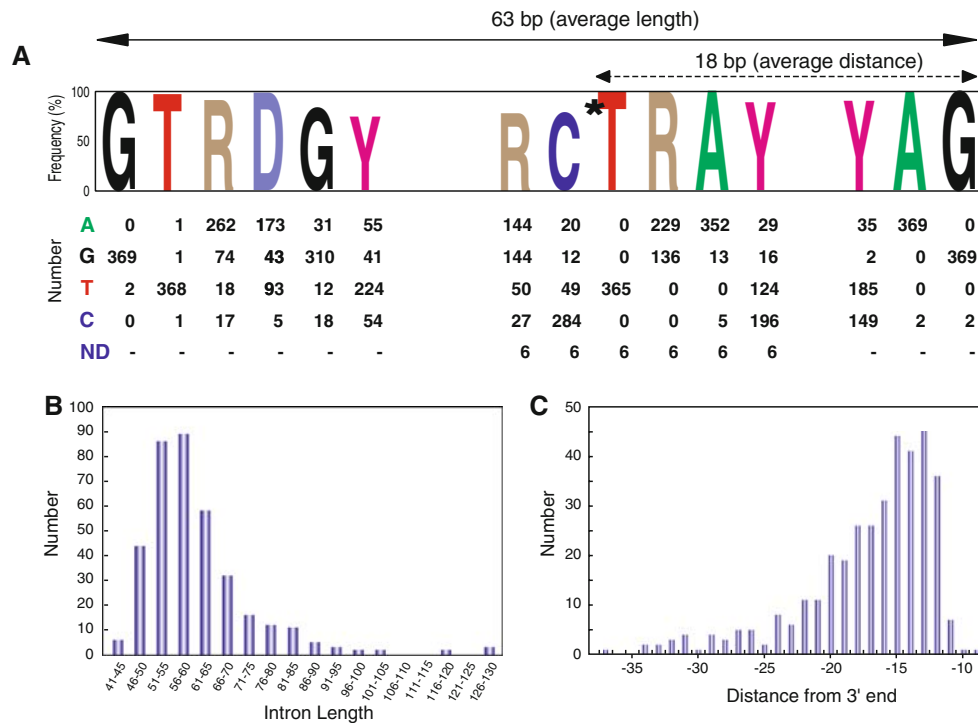 63 bp (average length)
A
18 bp (average distance)
Frequency (%)
100
50
0
G T R D G Y R C *T R A Y Y A G
Number
A 0 1 262 173 31 55 144 20 0 229 352 29 35 369 0
G 369 1 74 43 310 41 144 12 0 136 13 16 2 0 369
T 2 368 18 93 12 224 50 49 365 0 0 124 185 0 0
C 0 1 17 5 18 54 27 284 0 0 5 196 149 2 2
ND - - - - - - 6 6 6 6 6 6 - - -
B
Number
100
90
80
70
60
50
40
30
20
10
0
41-45 46-50 51-55 56-60 61-65 66-70 71-75 76-80 81-85 86-90 91-95 96-100 101-105 106-110 111-115 116-120 121-125 126-130
Intron Length
C
Number
50
40
30
20
10
0
-35 -30 -25 -20 -15 -10
Distance from 3' end